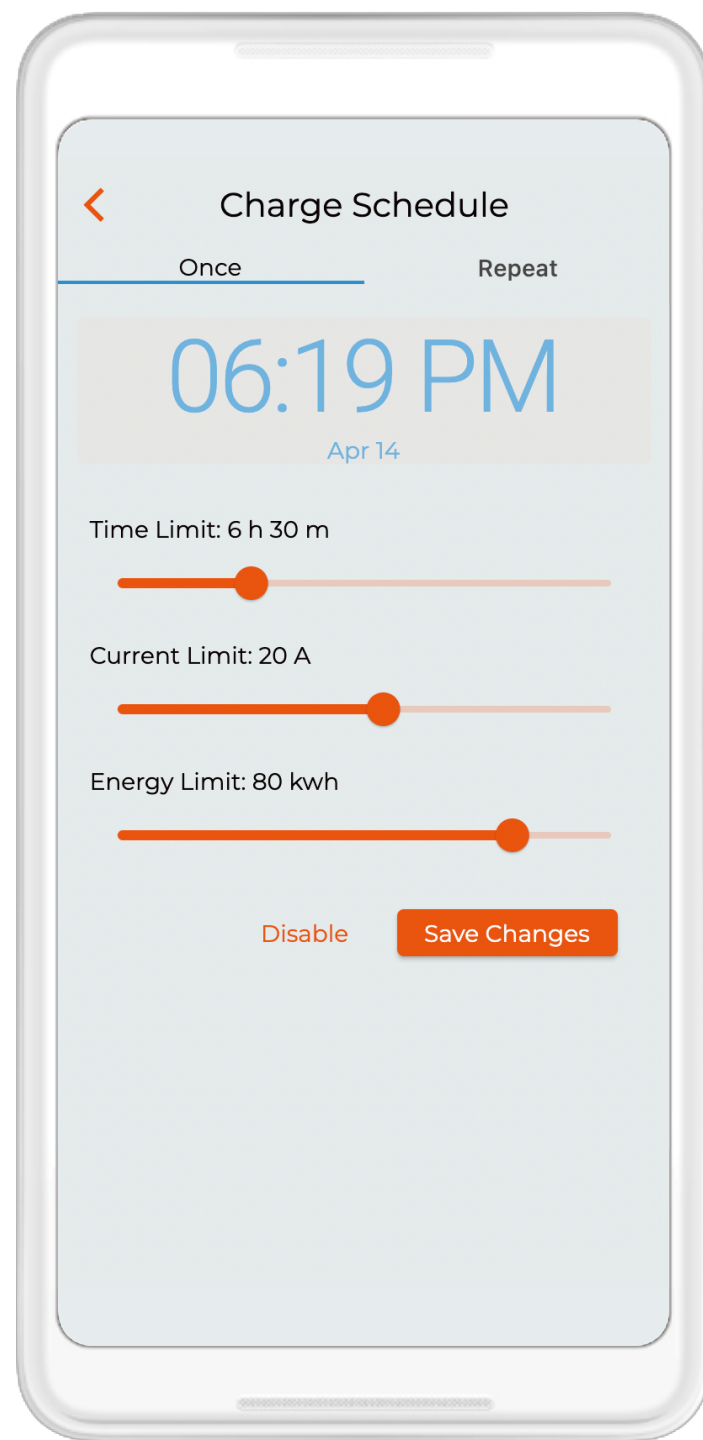 Charge Schedule
Once Repeat
06:19 PM
Apr 14
Time Limit: 6 h 30 m
Current Limit: 20 A
Energy Limit: 80 kwh
Disable Save Changes